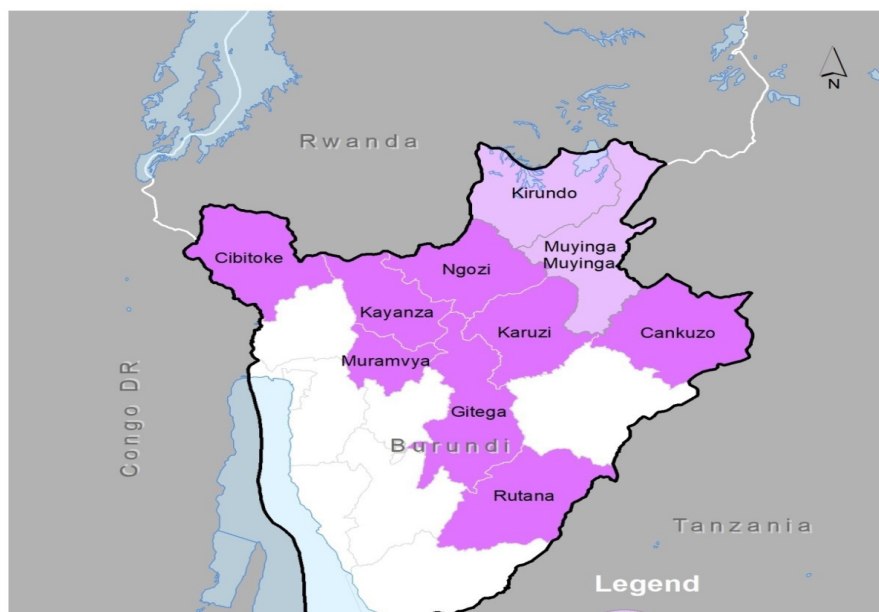 N
Rwanda
Kirundo
Cibitoke
Muyinga
Muyinga
Ngozi
Kayanza
Karuzi
Cankuzo
Muramvya
Congo DR
Gitega
Burundi
Rutana
Tanzania
Legend